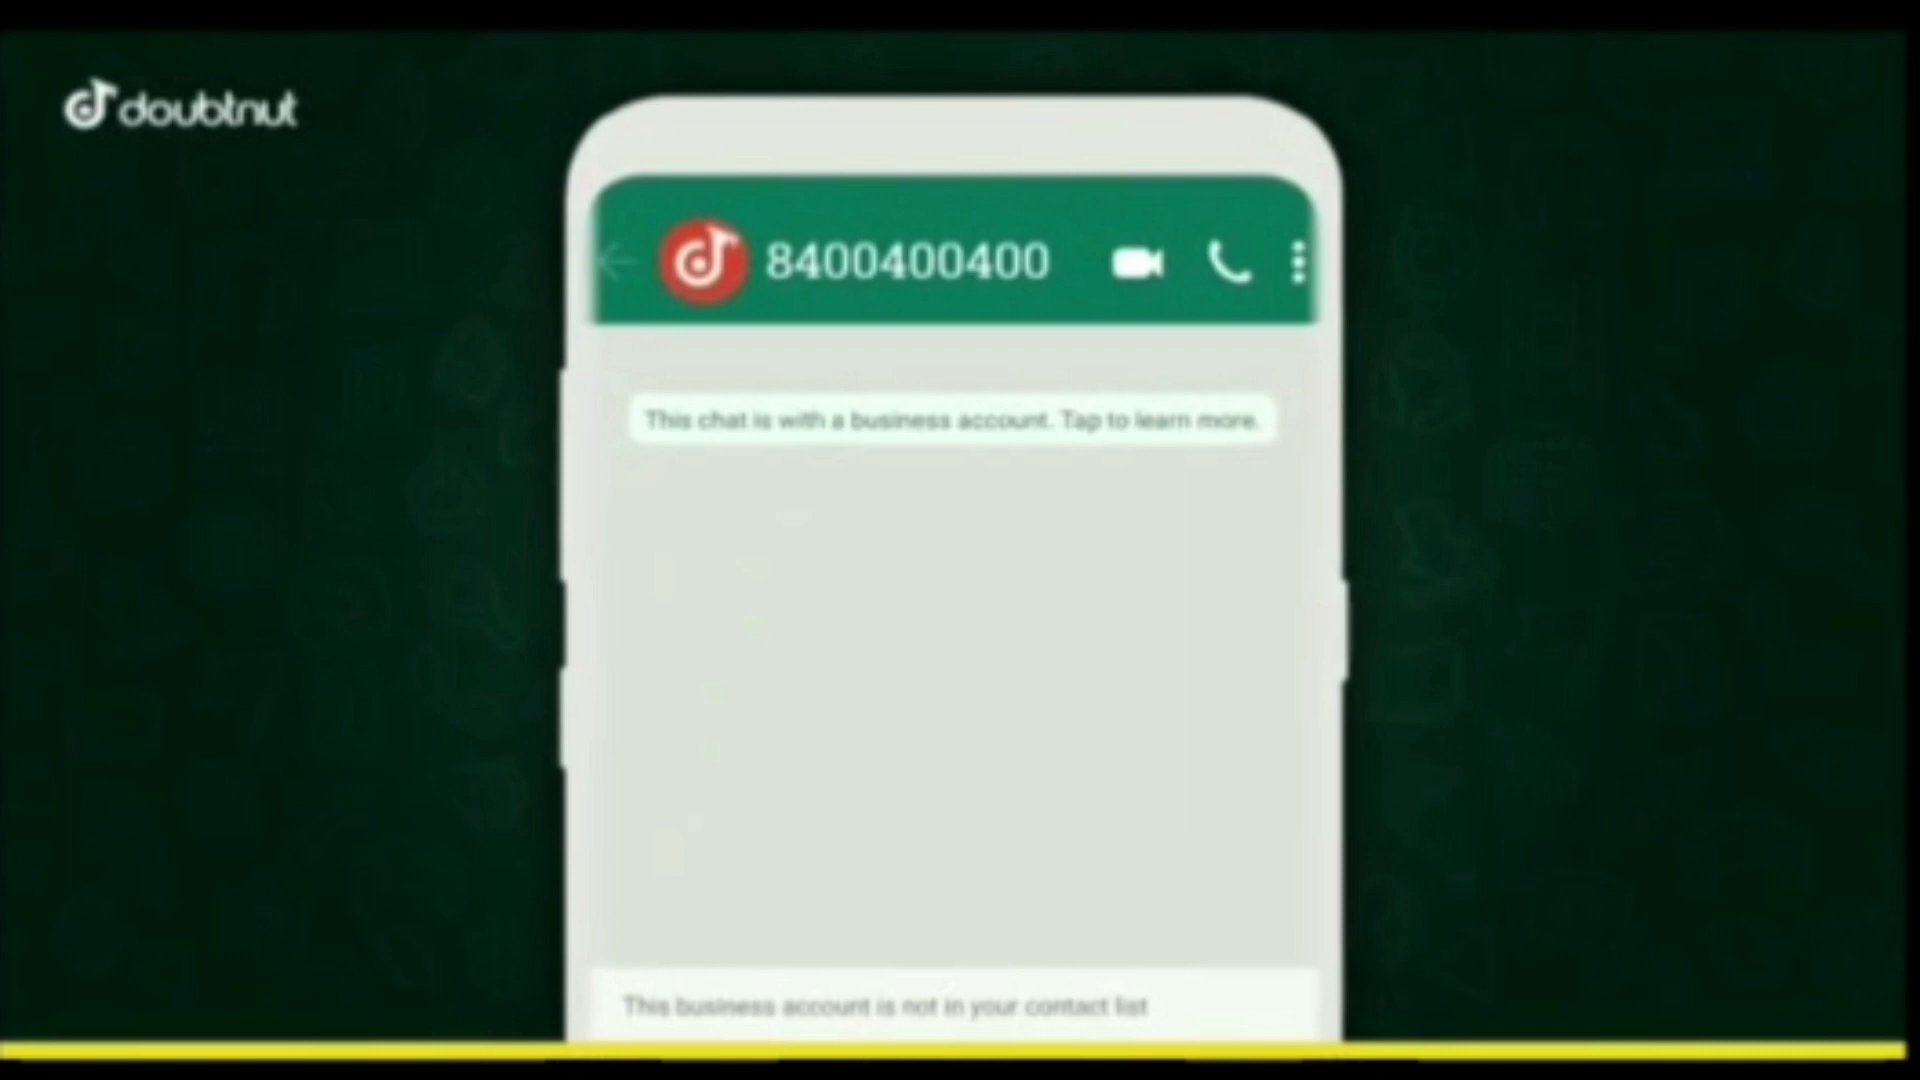 doubtnut
8400400400
This chat is with a business account. Tap to learn more.
This business account is not in your contact list